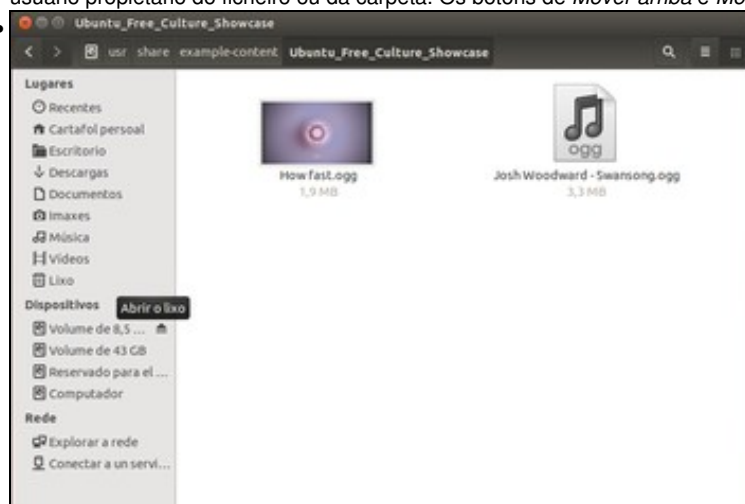 usuario propietario do ficheiro ou da carpeta. Os botóns de Mover arriba e Mo
Ubuntu_Free_Culture_Showcase
usr share example-content Ubuntu_Free_Culture_Showcase
Lugares
Recentes
Cartafol persoal
Escritorio
Descargas
Documentos
Imaxes
Música
Vídeos
Lixo
Dispositivos
Abrir o lixo
Volume de 8,5 ...
Volume de 43 GB
Reservado para el ...
Computador
Rede
Explorar a rede
Conectar a un servi...
ogg
How fast.ogg
1,9 MB
Josh Woodward - Swansong.ogg
3,3 MB